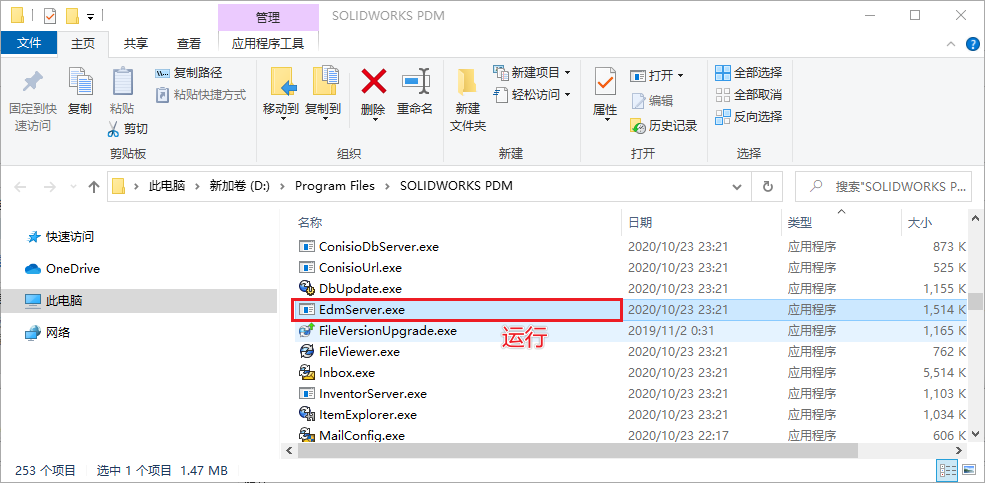 管理
SOLIDWORKS PDM
文件
主页
共享
查看
应用程序工具
固定到快
速访问
复制
粘贴
复制路径
粘贴快捷方式
剪切
剪贴板
移动到
复制到
删除
重命名
组织
新建
文件夹
新建项目
轻松访问
新建
属性
打开
编辑
历史记录
打开
全部选择
全部取消
反向选择
选择
此电脑 > 新加卷 (D:) > Program Files > SOLIDWORKS PDM
搜索"SOLIDWORKS P...
快速访问
OneDrive
此电脑
网络
名称 日期 类型 大小
ConisioDbServer.exe 2020/10/23 23:21 应用程序 873 K
ConisioUrl.exe 2020/10/23 23:21 应用程序 525 K
DbUpdate.exe 2020/10/23 23:21 应用程序 1,155 K
EdmServer.exe 2020/10/23 23:21 应用程序 1,514 K
FileVersionUpgrade.exe 2019/11/2 0:31 应用程序 1,165 K
运行
FileViewer.exe 2020/10/23 23:21 应用程序 762 K
Inbox.exe 2020/10/23 23:21 应用程序 5,514 K
InventorServer.exe 2020/10/23 23:21 应用程序 1,103 K
ItemExplorer.exe 2020/10/23 23:21 应用程序 1,034 K
MailConfig.exe 2020/10/23 22:17 应用程序 606 K
253 个项目 选中 1 个项目 1.47 MB